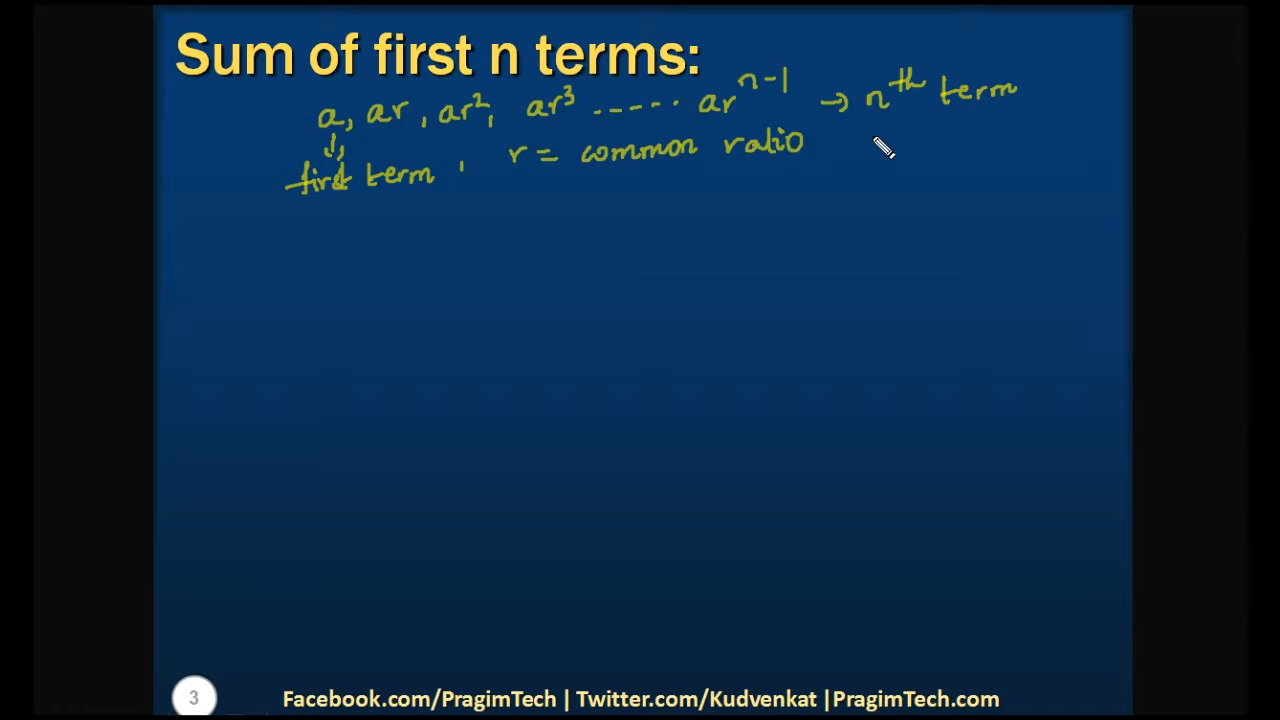 Sum of first n terms:
a, ar, ar², ar³ ------ arⁿ⁻¹ → nᵗʰ term
↓
first term , r = common ratio
3
Facebook.com/PragimTech | Twitter.com/Kudvenkat |PragimTech.com